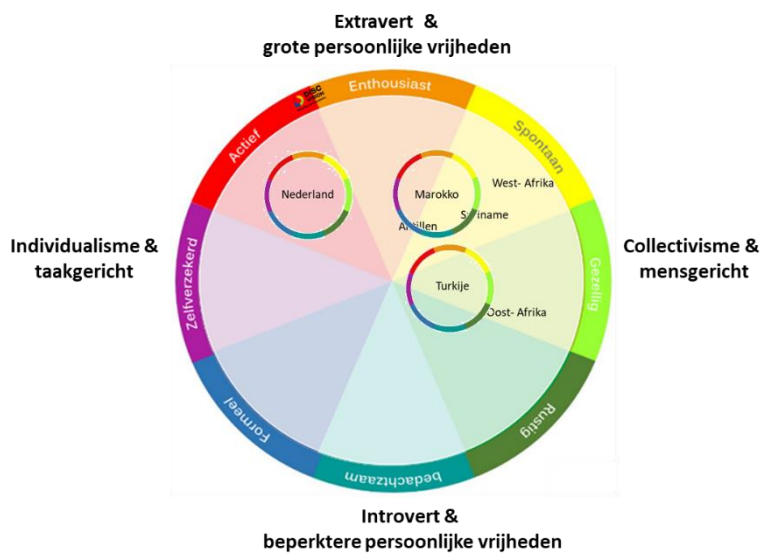 Extravert &
grote persoonlijke vrijheden
Enthousiast
Actief
Spontaan
West- Afrika
Nederland
Marokko
Antillen
Individualisme &
taakgericht
Collectivisme &
mensgericht
Zelfverzekerd
Gezellig
Turkije
Oost- Afrika
Formeel
Rustig
bedachtzaam
Introvert &
beperktere persoonlijke vrijheden